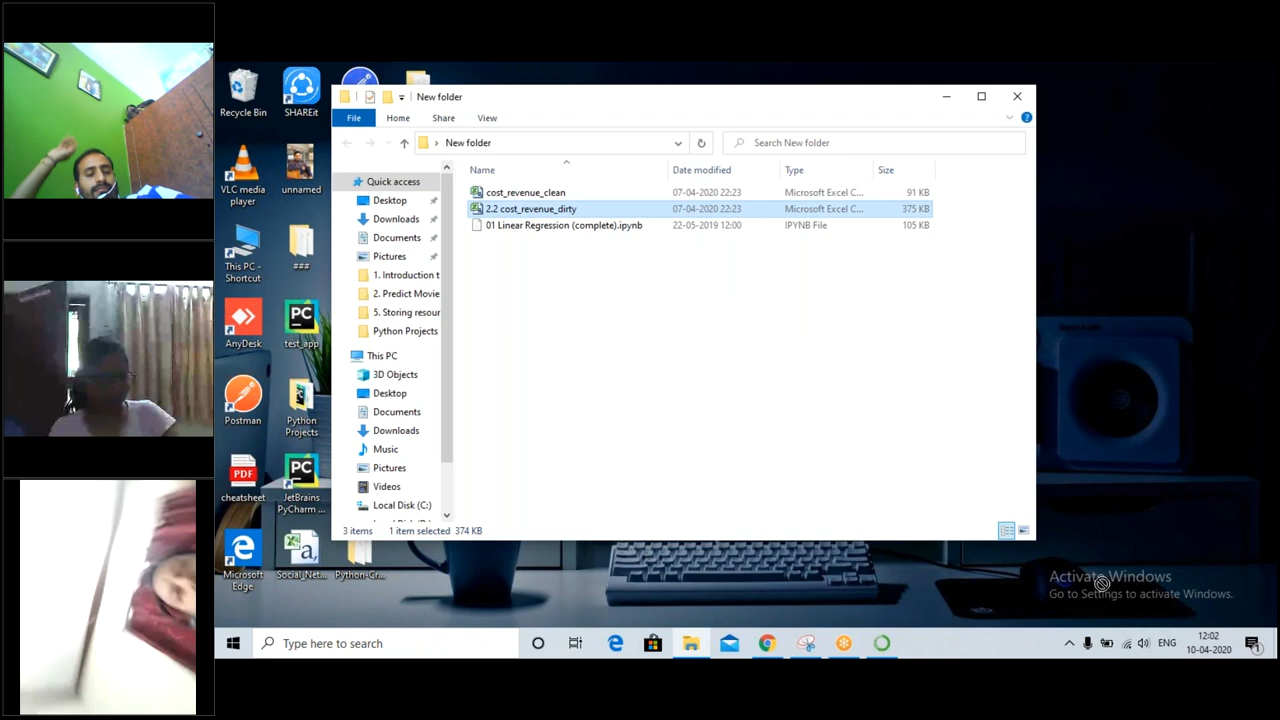 New folder
File
Home
Share
View
New folder
Search New folder
Name
Date modified
Type
Size
cost_revenue_clean
07-04-2020 22:23
Microsoft Excel C...
91 KB
2.2 cost_revenue_dirty
07-04-2020 22:23
Microsoft Excel C...
375 KB
01 Linear Regression (complete).ipynb
22-05-2019 12:00
IPYNB File
105 KB
Quick access
Desktop
Downloads
Documents
Pictures
1. Introduction t
2. Predict Movie
5. Storing resour
Python Projects
This PC
3D Objects
Desktop
Documents
Downloads
Music
Pictures
Videos
Local Disk (C:)
3 items
1 item selected 374 KB
Recycle Bin
SHAREit
VLC media
player
unnamed
This PC -
Shortcut
###
AnyDesk
PC
test_app
Postman
Python
Projects
PDF
cheatsheet
PC
JetBrains
PyCharm ...
Microsoft
Edge
a
Social_Net...
Python-Cr...
Activate Windows
Go to Settings to activate Windows.
Type here to search
ENG
12:02
10-04-2020